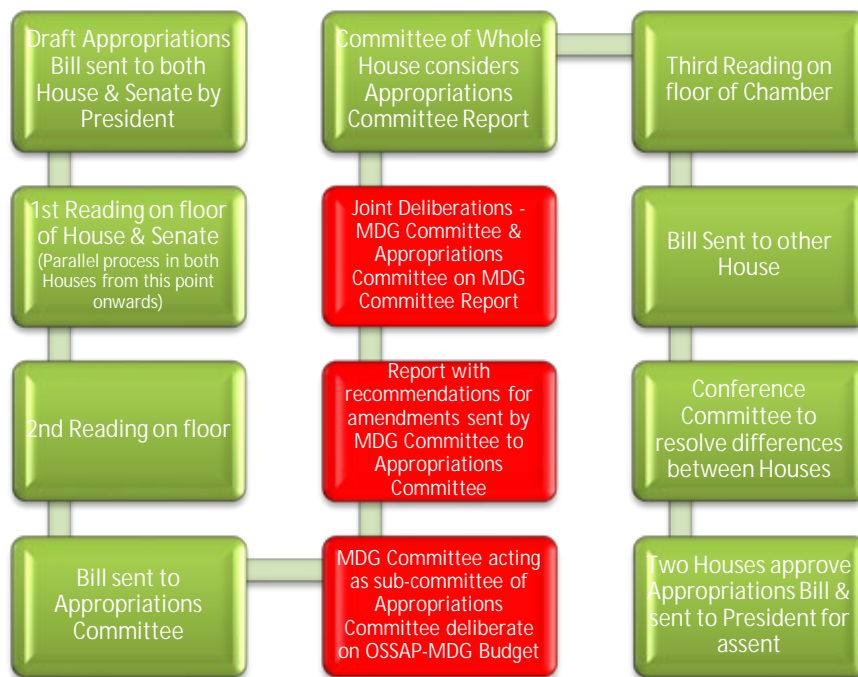 Draft Appropriations
Bill sent to both
House & Senate by
President
1st Reading on floor
of House & Senate
(Parallel process in both
Houses from this point
onwards)
2nd Reading on floor
Bill sent to
Appropriations
Committee
MDG Committee acting
as sub-committee of
Appropriations
Committee deliberate
on OSSAP-MDG Budget
Report with
recommendations for
amendments sent by
MDG Committee to
Appropriations
Committee
Joint Deliberations -
MDG Committee &
Appropriations
Committee on MDG
Committee Report
Committee of Whole
House considers
Appropriations
Committee Report
Third Reading on
floor of Chamber
Bill Sent to other
House
Conference
Committee to
resolve differences
between Houses
Two Houses approve
Appropriations Bill &
sent to President for
assent